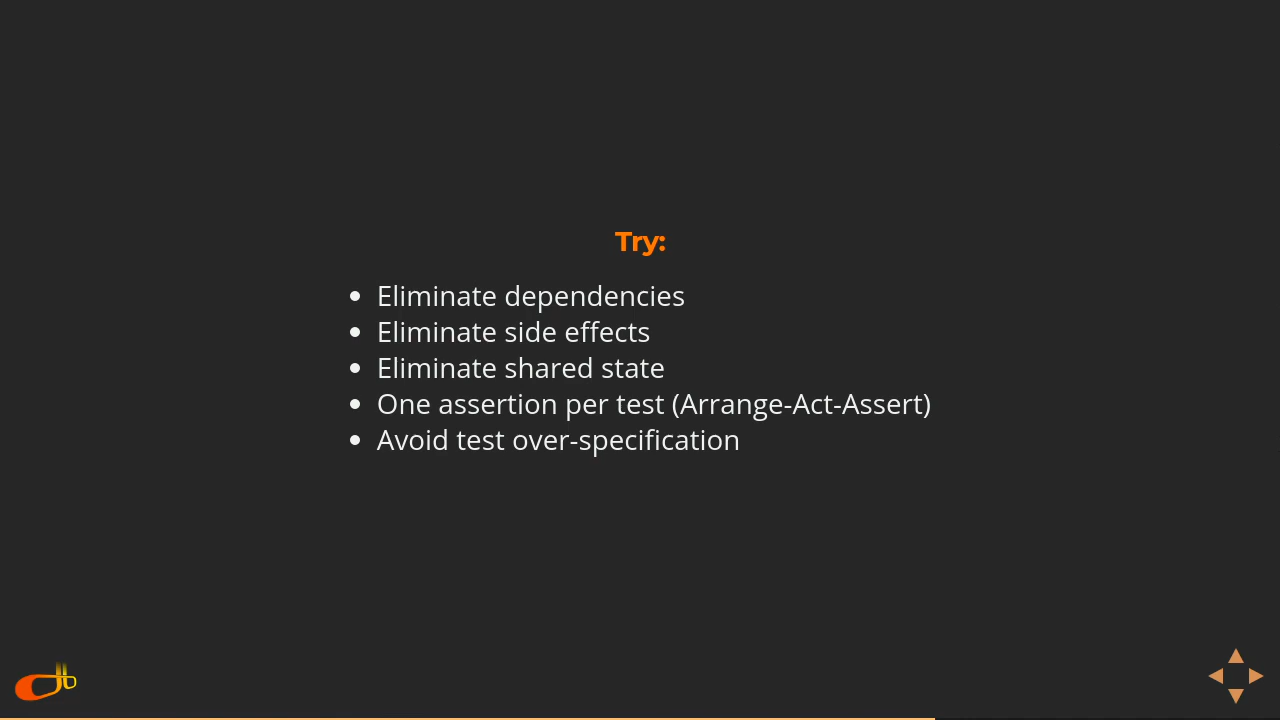 Try:
Eliminate dependencies
Eliminate side effects
Eliminate shared state
One assertion per test (Arrange-Act-Assert)
Avoid test over-specification